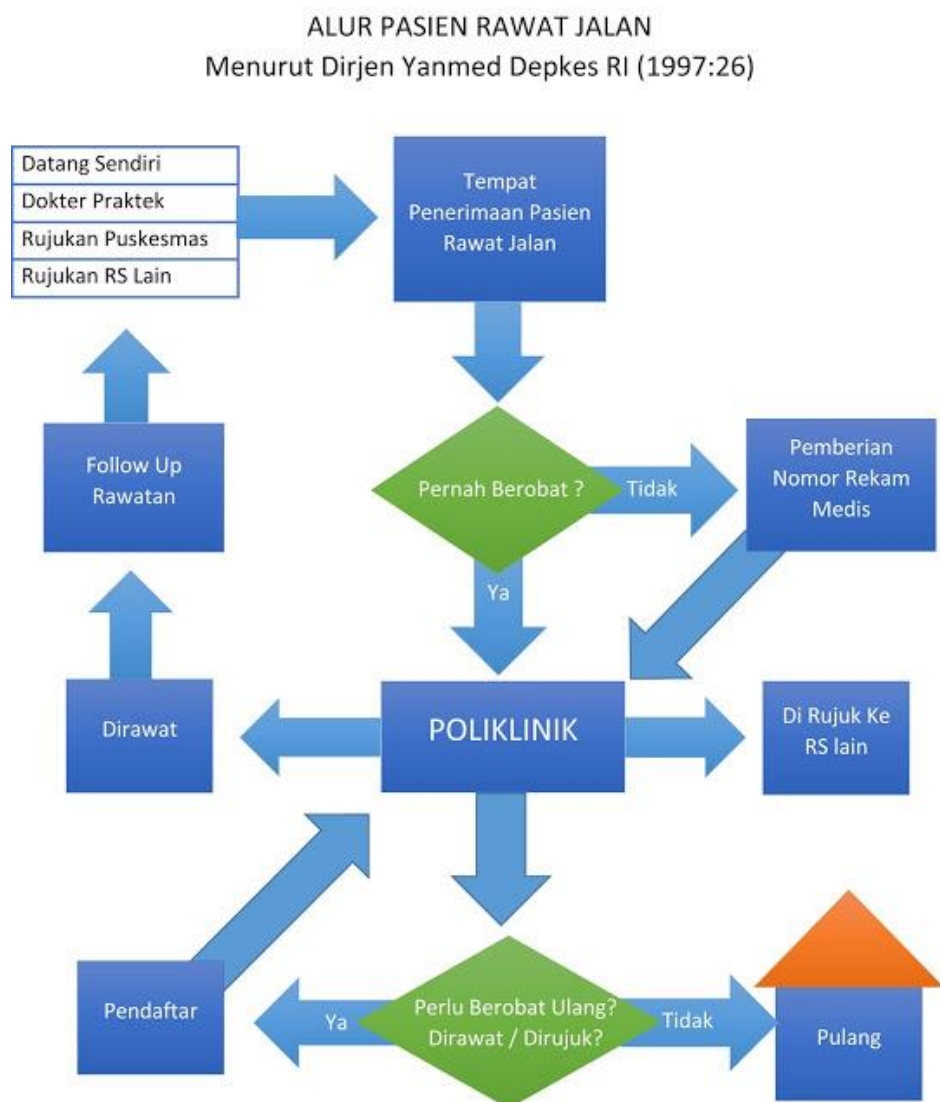 ALUR PASIEN RAWAT JALAN
Menurut Dirjen Yanmed Depkes RI (1997:26)
Datang Sendiri
Dokter Praktek
Rujukan Puskesmas
Rujukan RS Lain
Tempat
Penerimaan Pasien
Rawat Jalan
Follow Up
Rawatan
Pernah Berobat ?
Tidak
Pemberian
Nomor Rekam
Medis
Ya
Dirawat
POLIKLINIK
Di Rujuk Ke
RS lain
Pendaftar
Ya
Perlu Berobat Ulang?
Dirawat / Dirujuk?
Tidak
Pulang